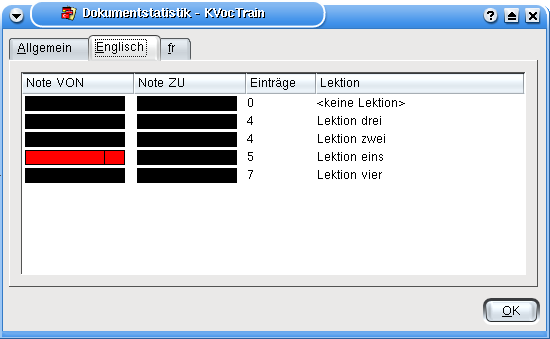 Dokumentstatistik - KVocTrain
Allgemein Englisch fr
Note VON Note ZU Einträge Lektion
0 <keine Lektion>
4 Lektion drei
4 Lektion zwei
5 Lektion eins
7 Lektion vier
OK